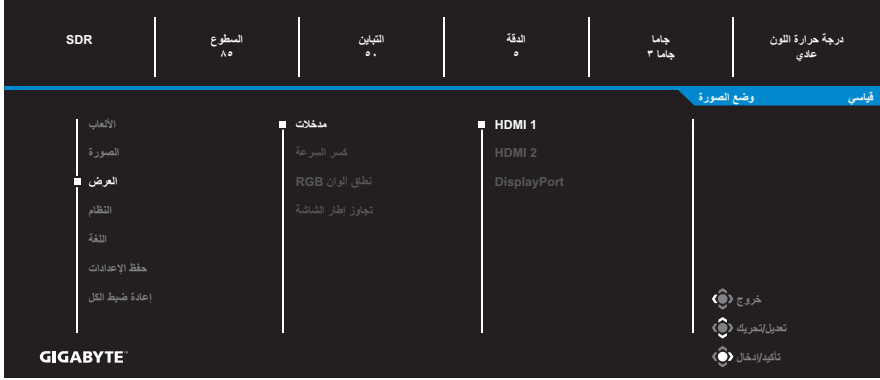 SDR
السطوع
٨٥
التباين
٥٠
الدقة
٥
جاما
جاما ٣
درجة حرارة اللون
عادي
وضع الصورة
قياسي
الألعاب
الصورة
العرض
النظام
اللغة
حفظ الإعدادات
إعادة ضبط الكل
مدخلات
كسر السرعة
نطاق ألوان RGB
تجاوز إطار الشاشة
HDMI 1
HDMI 2
DisplayPort
خروج
تعديل/تحريك
تأكيد/إدخال
GIGABYTE™